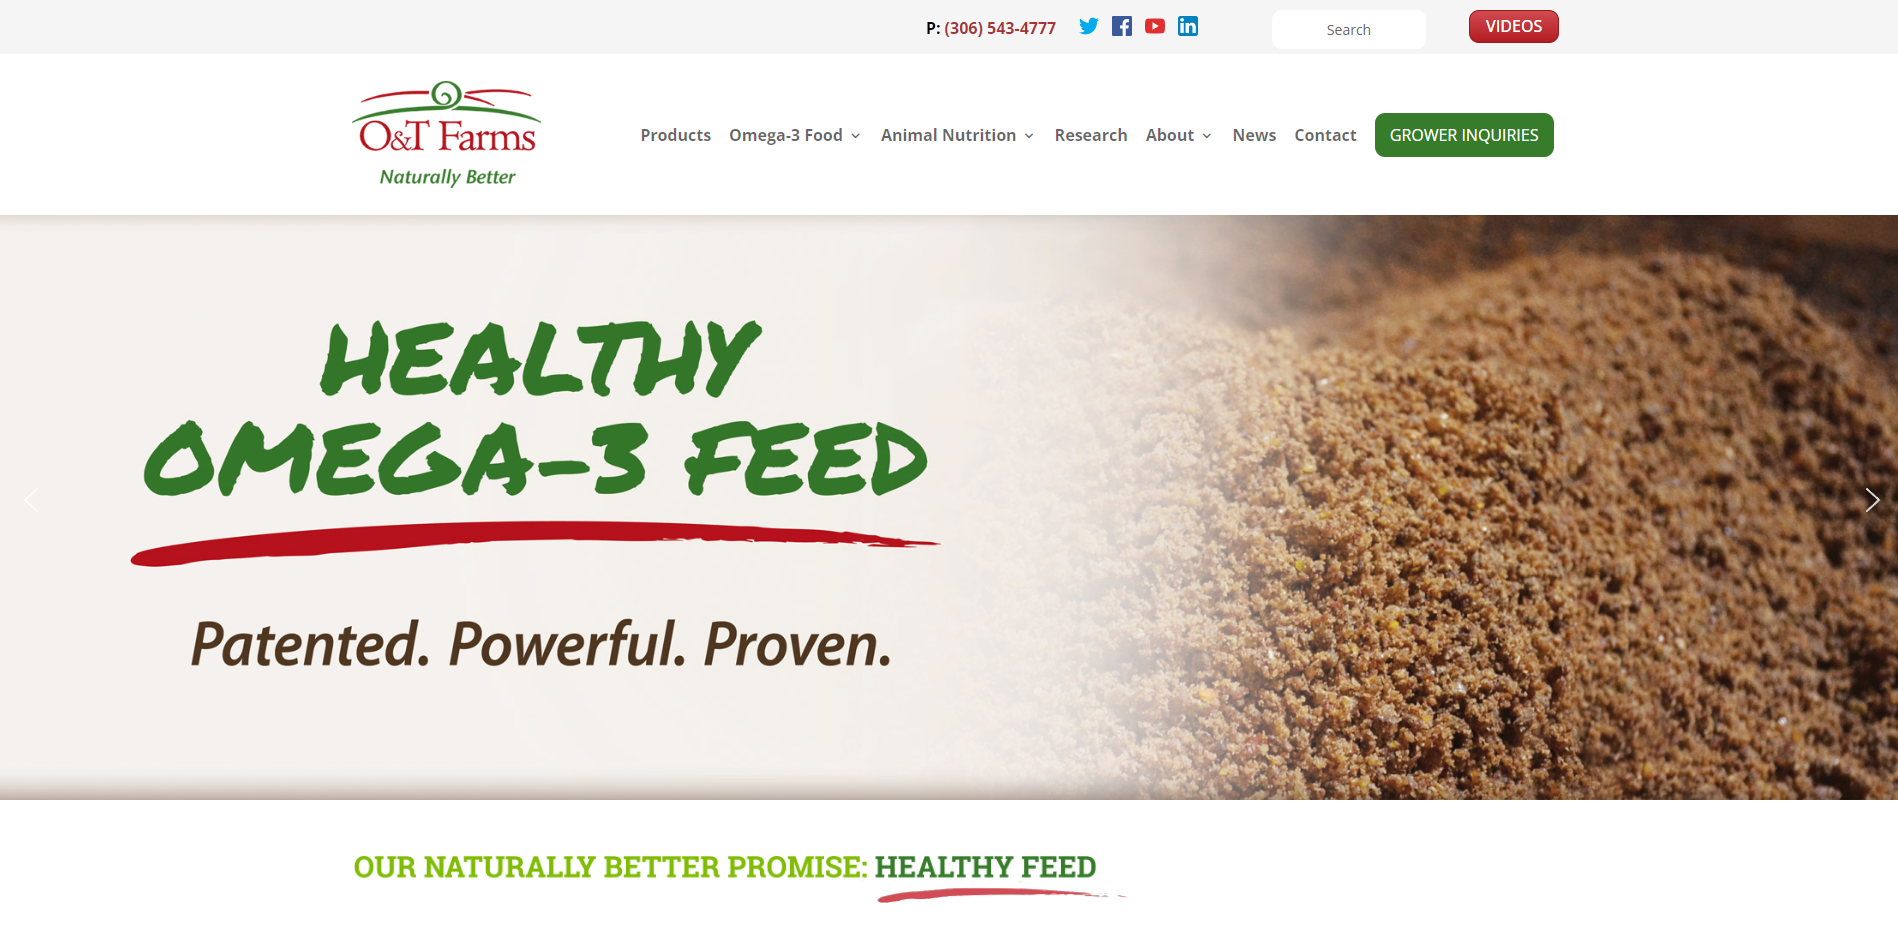 P: (306) 543-4777
Search
VIDEOS
O&T Farms
Naturally Better
Products
Omega-3 Food
Animal Nutrition
Research
About
News
Contact
GROWER INQUIRIES
HEALTHY
OMEGA-3 FEED
Patented. Powerful. Proven.
OUR NATURALLY BETTER PROMISE: HEALTHY FEED